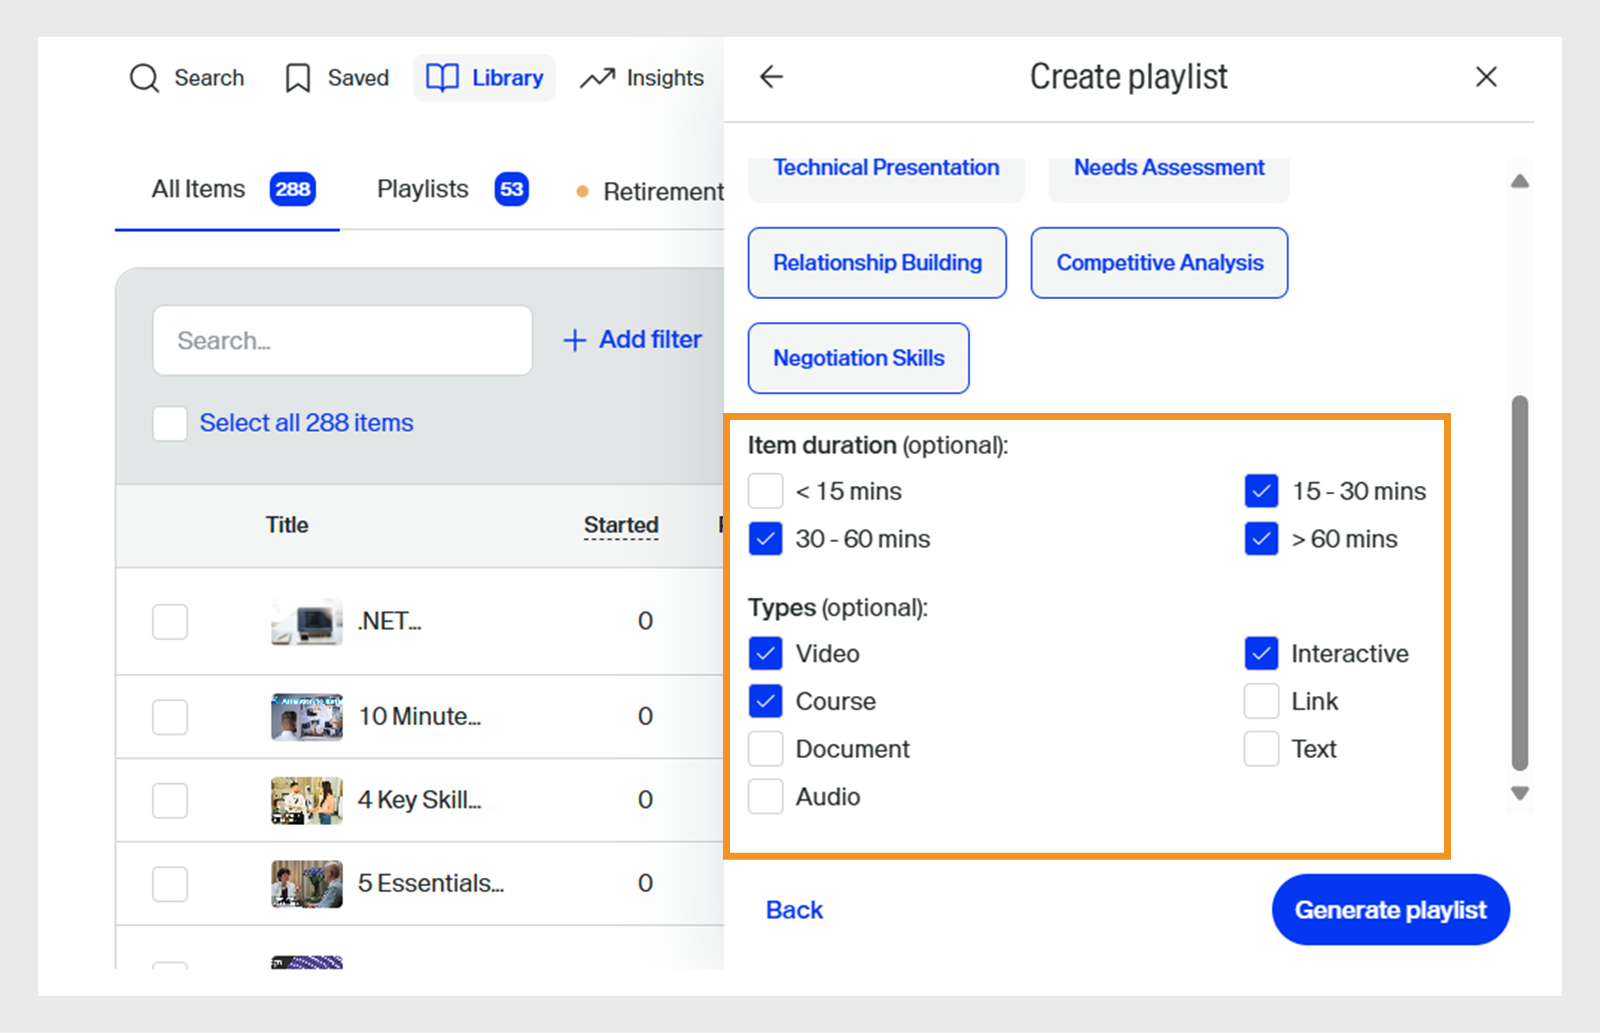 Search
Saved
Library
Insights
Create playlist
All Items 288
Playlists 53
Retirement
Search...
Add filter
Select all 288 items
Title
Started
.NET... 0
10 Minute... 0
4 Key Skill... 0
5 Essentials... 0
Technical Presentation
Needs Assessment
Relationship Building
Competitive Analysis
Negotiation Skills
Item duration (optional):
< 15 mins
15 - 30 mins
30 - 60 mins
> 60 mins
Types (optional):
Video
Interactive
Course
Link
Document
Text
Audio
Back
Generate playlist